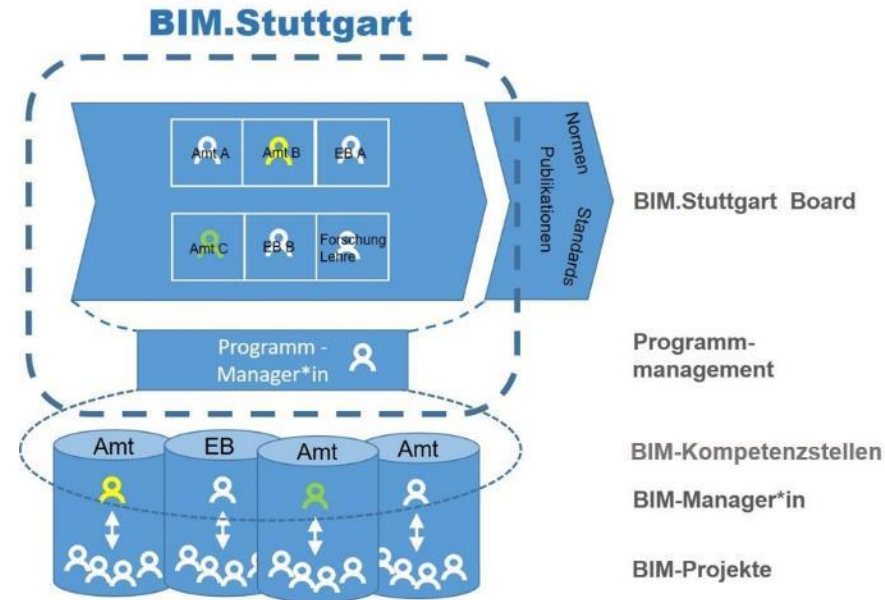 BIM.Stuttgart
Amt A
Amt B
EB A
Amt C
EB B
Forschung
Lehre
Normen
Publikationen
Standards
BIM.Stuttgart Board
Programm -
Manager*in
Programm-
management
Amt
EB
Amt
Amt
BIM-Kompetenzstellen
BIM-Manager*in
BIM-Projekte